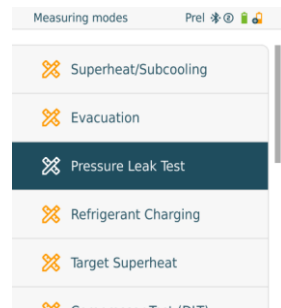 Measuring modes Prel
Superheat/Subcooling
Evacuation
Pressure Leak Test
Refrigerant Charging
Target Superheat